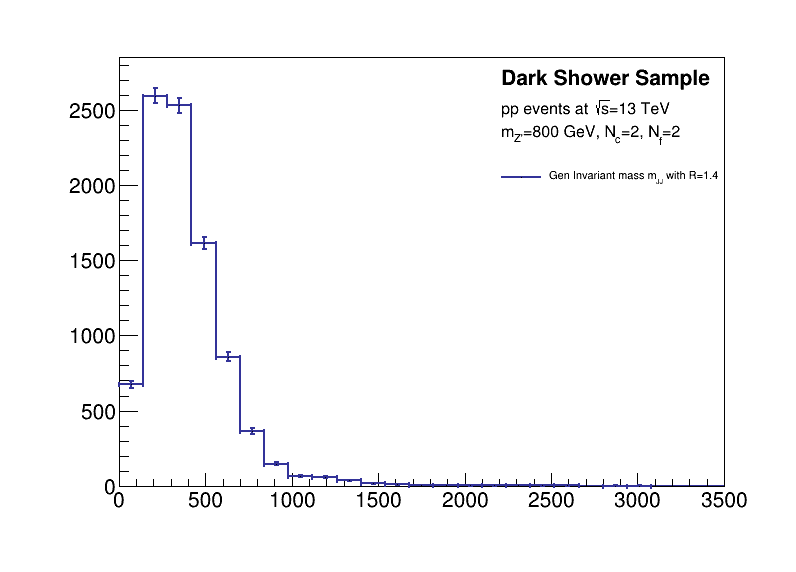 Dark Shower Sample
pp events at √s=13 TeV
m_Z'=800 GeV, N_c=2, N_f=2
Gen Invariant mass m_JJ with R=1.4
2500
2000
1500
1000
500
0
0 500 1000 1500 2000 2500 3000 3500